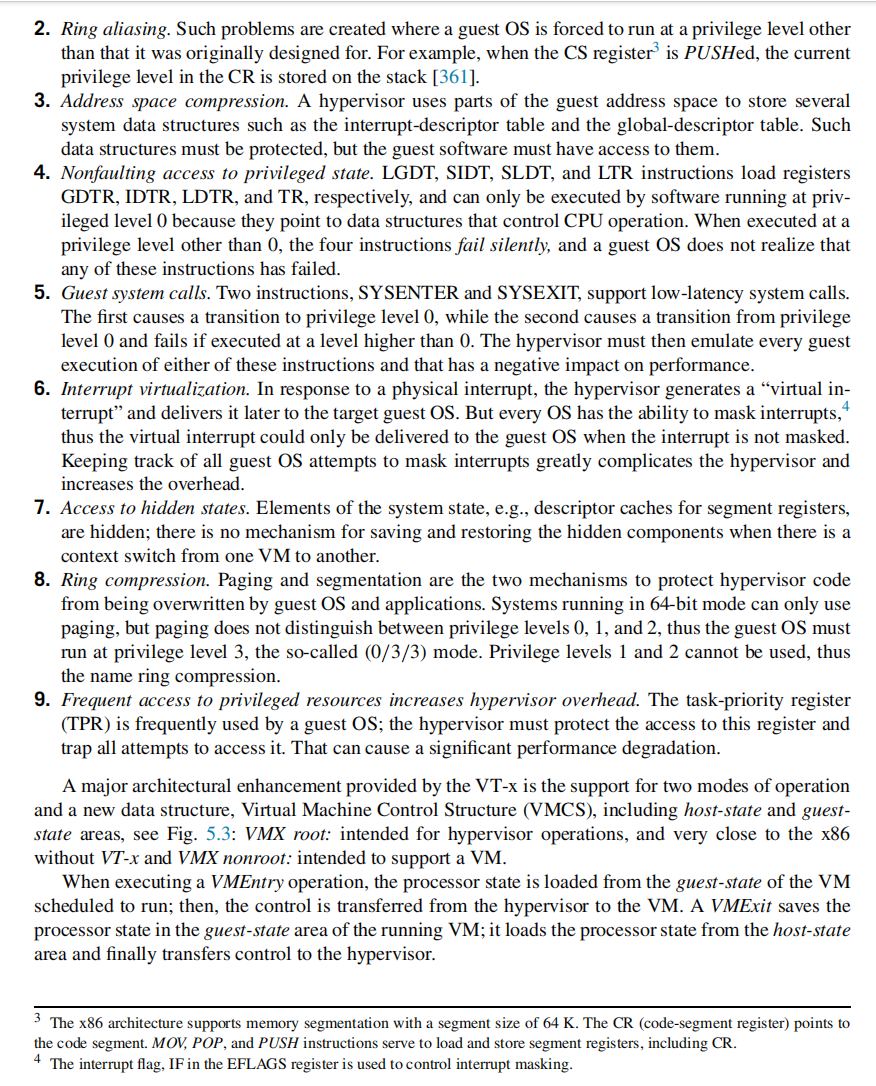 2. Ring aliasing. Such problems are created where a guest OS is forced to run at a privilege level other
than that it was originally designed for. For example, when the CS register3 is PUSHed, the current
privilege level in the CR is stored on the stack [361].
3. Address space compression. A hypervisor uses parts of the guest address space to store several
system data structures such as the interrupt-descriptor table and the global-descriptor table. Such
data structures must be protected, but the guest software must have access to them.
4. Nonfaulting access to privileged state. LGDT, SIDT, SLDT, and LTR instructions load registers
GDTR, IDTR, LDTR, and TR, respectively, and can only be executed by software running at priv-
ileged level 0 because they point to data structures that control CPU operation. When executed at a
privilege level other than 0, the four instructions fail silently, and a guest OS does not realize that
any of these instructions has failed.
5. Guest system calls. Two instructions, SYSENTER and SYSEXIT, support low-latency system calls.
The first causes a transition to privilege level 0, while the second causes a transition from privilege
level 0 and fails if executed at a level higher than 0. The hypervisor must then emulate every guest
execution of either of these instructions and that has a negative impact on performance.
6. Interrupt virtualization. In response to a physical interrupt, the hypervisor generates a “virtual in-
terrupt” and delivers it later to the target guest OS. But every OS has the ability to mask interrupts,4
thus the virtual interrupt could only be delivered to the guest OS when the interrupt is not masked.
Keeping track of all guest OS attempts to mask interrupts greatly complicates the hypervisor and
increases the overhead.
7. Access to hidden states. Elements of the system state, e.g., descriptor caches for segment registers,
are hidden; there is no mechanism for saving and restoring the hidden components when there is a
context switch from one VM to another.
8. Ring compression. Paging and segmentation are the two mechanisms to protect hypervisor code
from being overwritten by guest OS and applications. Systems running in 64-bit mode can only use
paging, but paging does not distinguish between privilege levels 0, 1, and 2, thus the guest OS must
run at privilege level 3, the so-called (0/3/3) mode. Privilege levels 1 and 2 cannot be used, thus
the name ring compression.
9. Frequent access to privileged resources increases hypervisor overhead. The task-priority register
(TPR) is frequently used by a guest OS; the hypervisor must protect the access to this register and
trap all attempts to access it. That can cause a significant performance degradation.
A major architectural enhancement provided by the VT-x is the support for two modes of operation
and a new data structure, Virtual Machine Control Structure (VMCS), including host-state and guest-
state areas, see Fig. 5.3: VMX root: intended for hypervisor operations, and very close to the x86
without VT-x and VMX nonroot: intended to support a VM.
When executing a VMEntry operation, the processor state is loaded from the guest-state of the VM
scheduled to run; then, the control is transferred from the hypervisor to the VM. A VMExit saves the
processor state in the guest-state area of the running VM; it loads the processor state from the host-state
area and finally transfers control to the hypervisor.
3 The x86 architecture supports memory segmentation with a segment size of 64 K. The CR (code-segment register) points to
the code segment. MOV, POP, and PUSH instructions serve to load and store segment registers, including CR.
4 The interrupt flag, IF in the EFLAGS register is used to control interrupt masking.